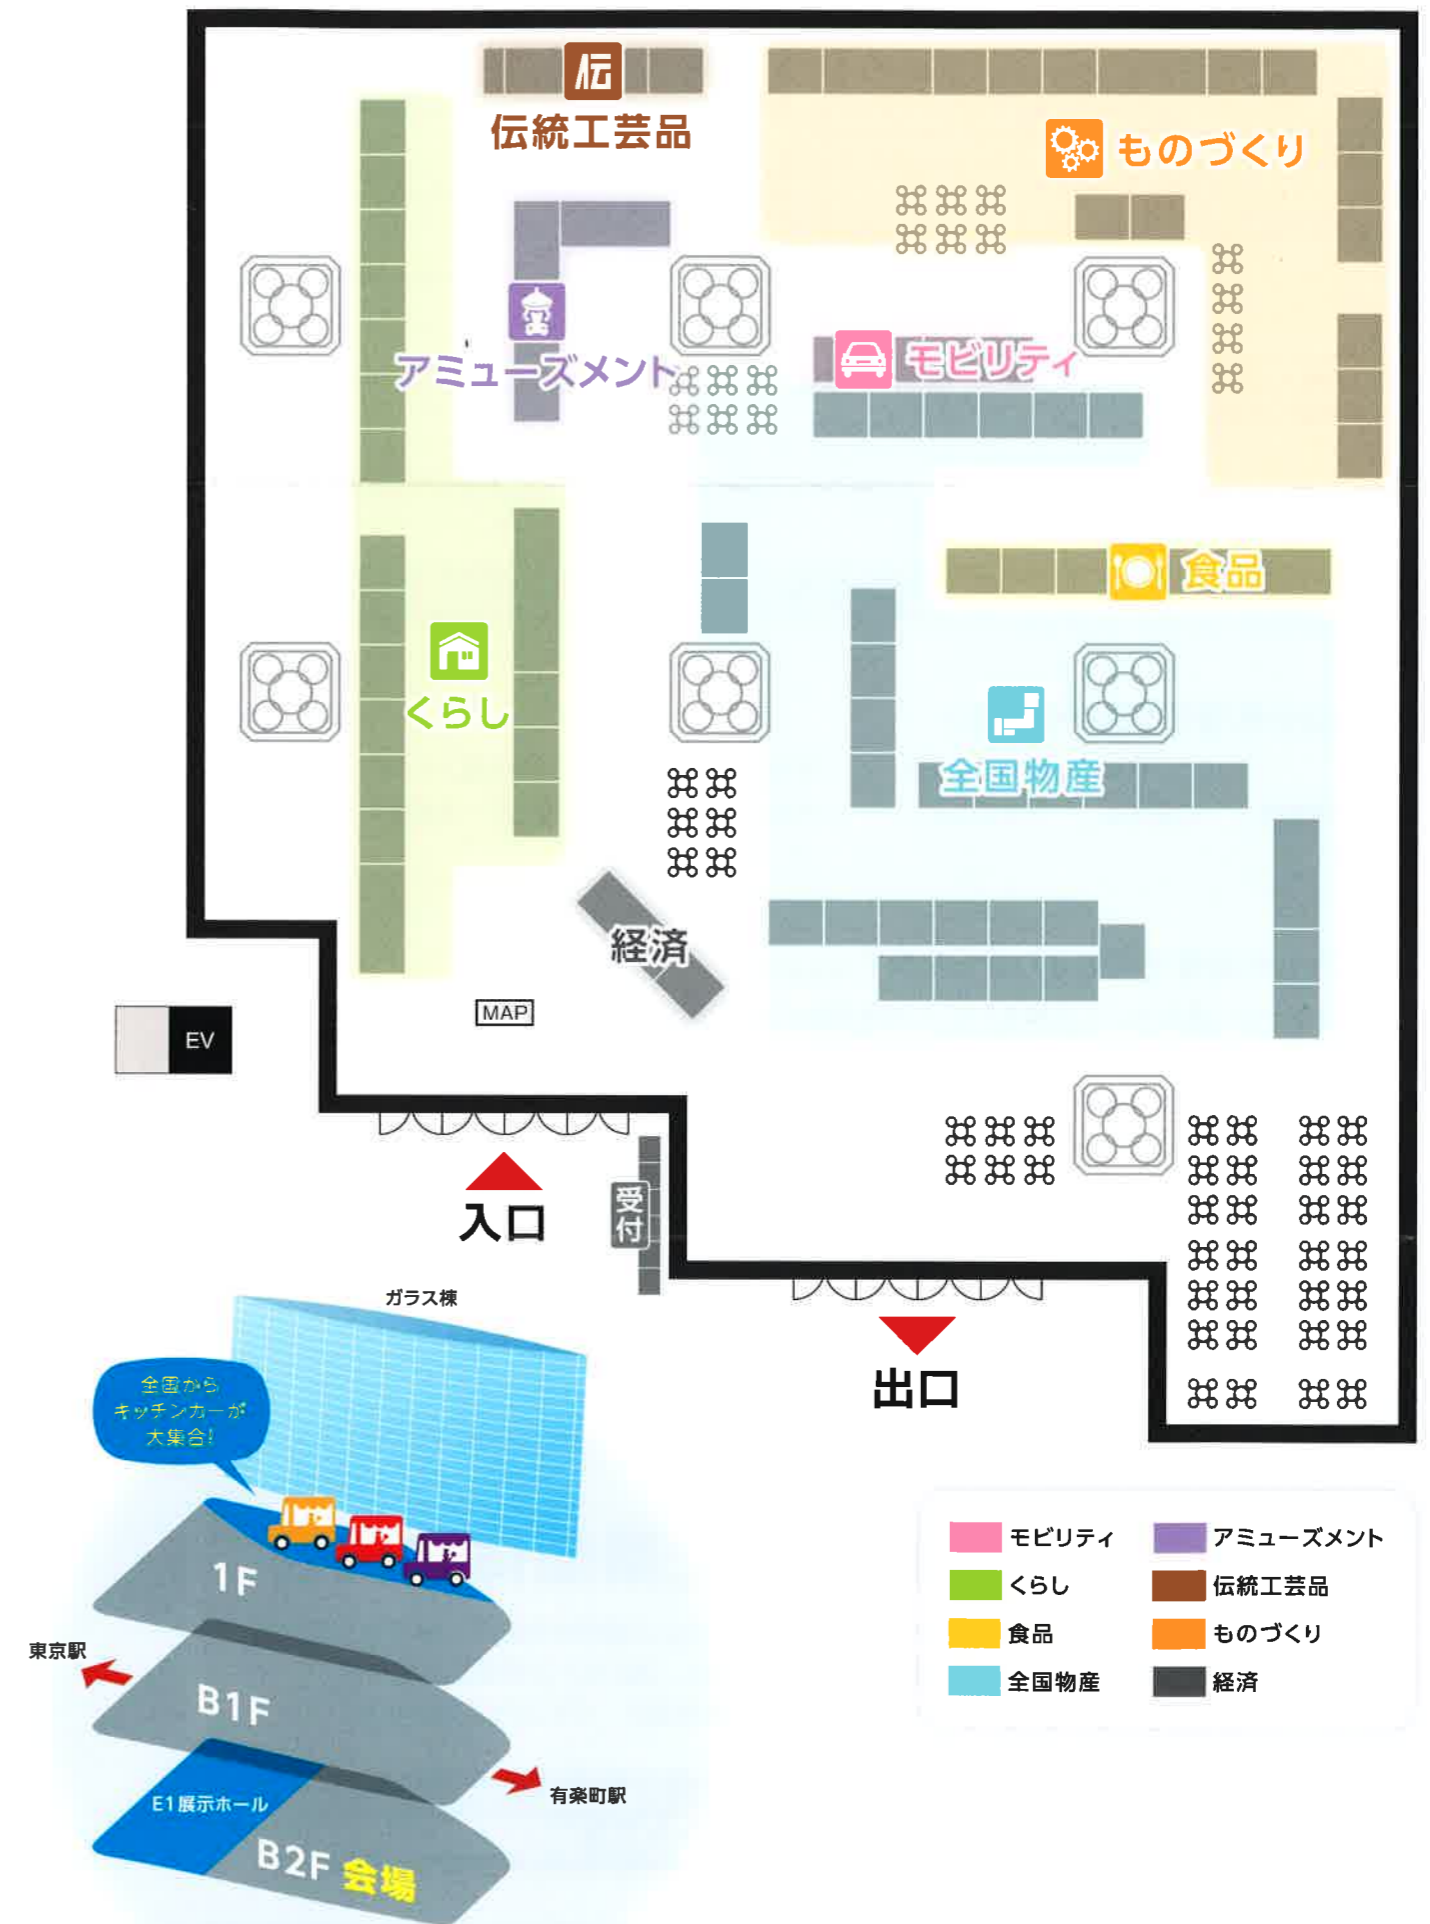 伝
伝統工芸品
ものづくり
アミューズメント
モビリティ
食品
くらし
全国物産
経済
MAP
EV
入口
受付
出口
ガラス棟
全国から
キッチンカーが
大集合!
1F
東京駅
B1F
有楽町駅
E1展示ホール
B2F 会場
モビリティ
アミューズメント
くらし
伝統工芸品
食品
ものづくり
全国物産
経済